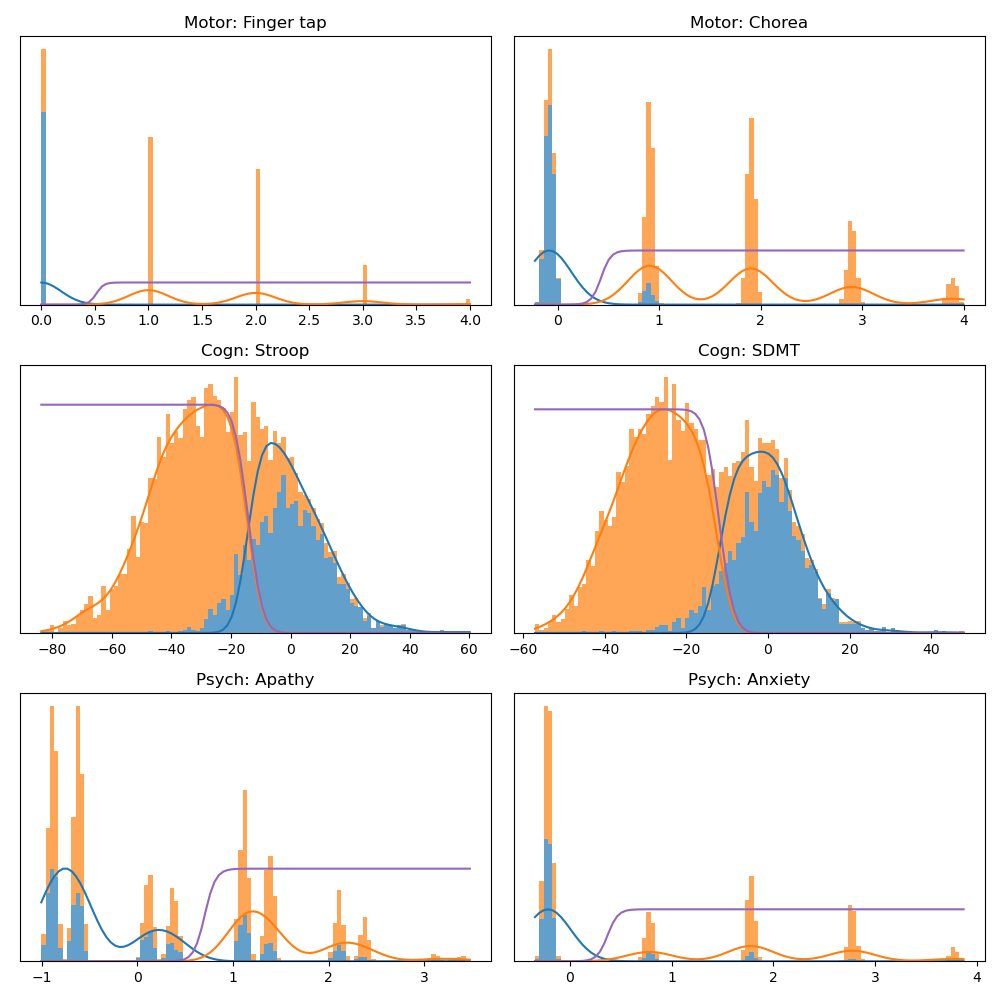 Motor: Finger tap
Motor: Chorea
0.0 0.5 1.0 1.5 2.0 2.5 3.0 3.5 4.0
0 1 2 3 4
Cogn: Stroop
Cogn: SDMT
−80 −60 −40 −20 0 20 40 60
−60 −40 −20 0 20 40
Psych: Apathy
Psych: Anxiety
−1 0 1 2 3
0 1 2 3 4